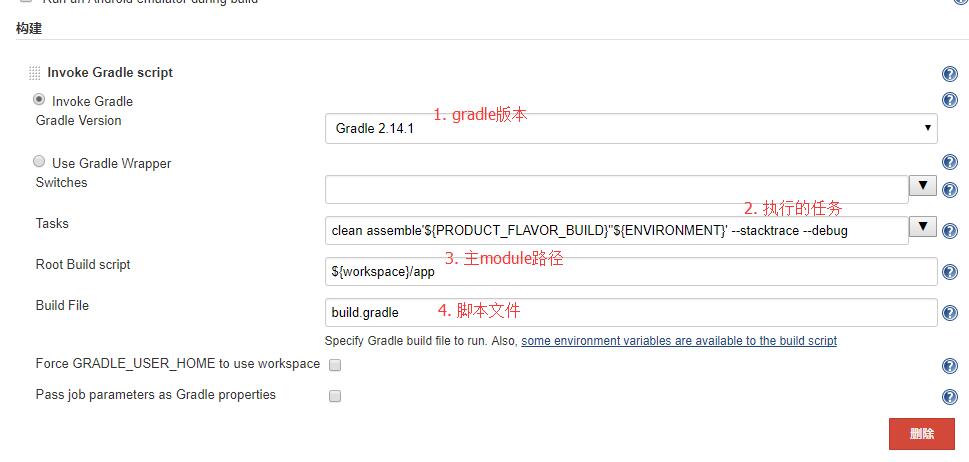 Run an Android emulator during build
构建
Invoke Gradle script
Invoke Gradle
Gradle Version
1. gradle版本
Gradle 2.14.1
Use Gradle Wrapper
Switches
2. 执行的任务
Tasks
clean assemble'${PRODUCT_FLAVOR_BUILD}''${ENVIRONMENT}' --stacktrace --debug
3. 主module路径
Root Build script
${workspace}/app
4. 脚本文件
Build File
build.gradle
Specify Gradle build file to run. Also, some environment variables are available to the build script
Force GRADLE_USER_HOME to use workspace
Pass job parameters as Gradle properties
删除